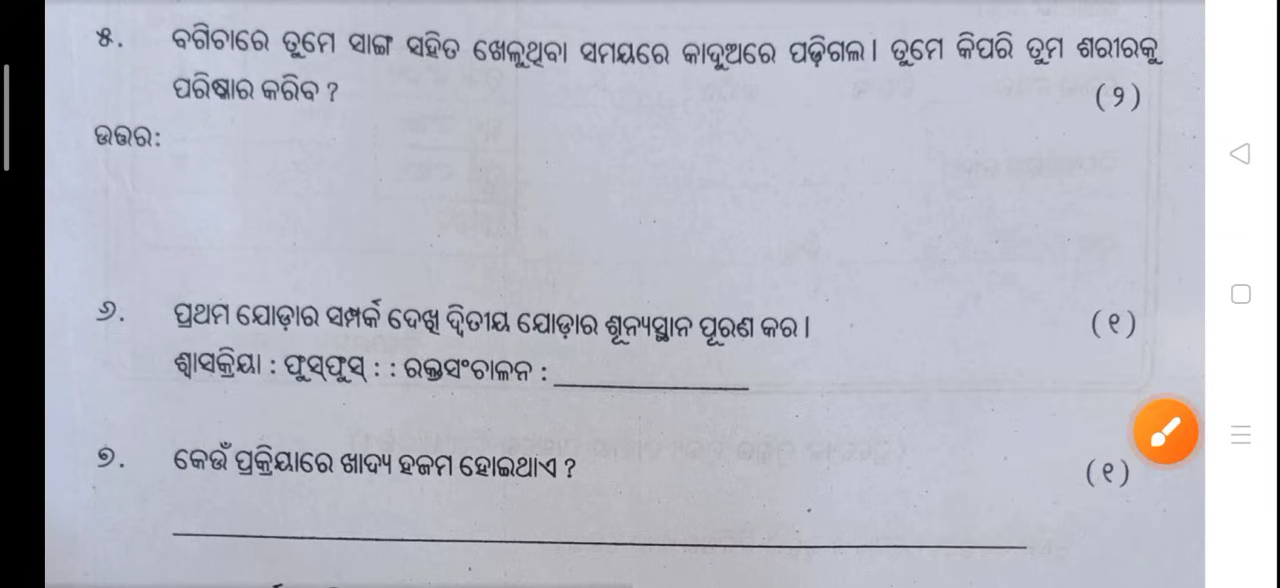 ୫. ବଗିଚାରେ ତୁମେ ସାଙ୍ଗ ସହିତ ଖେଳୁଥିବା ସମୟରେ କାଦୁଅରେ ପଡ଼ିଗଲ। ତୁମେ କିପରି ତୁମ ଶରୀରକୁ
ପରିଷ୍କାର କରିବ ? (୨)
ଉତ୍ତର:
୬. ପ୍ରଥମ ଯୋଡ଼ାର ସମ୍ପର୍କ ଦେଖି ଦ୍ୱିତୀୟ ଯୋଡ଼ାର ଶୂନ୍ୟସ୍ଥାନ ପୂରଣ କର। (୧)
ଶ୍ୱାସକ୍ରିୟା : ଫୁସ୍‌ଫୁସ୍ : : ରକ୍ତସଂଚାଳନ : ____________
୭. କେଉଁ ପ୍ରକ୍ରିୟାରେ ଖାଦ୍ୟ ହଜମ ହୋଇଥାଏ ? (୧)